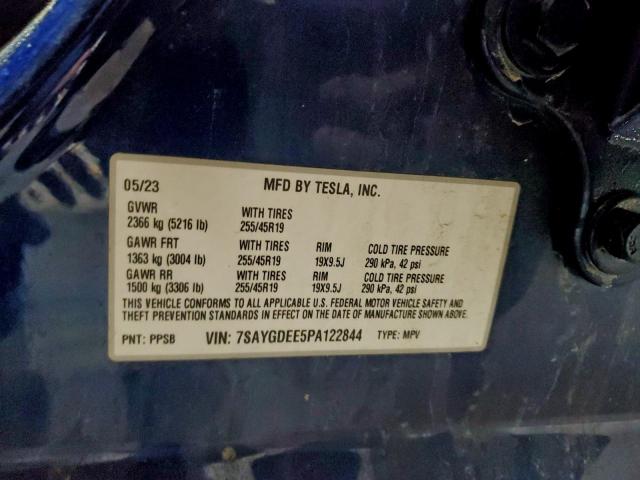 05/23 MFD BY TESLA, INC.
GVWR WITH TIRES
2366 kg (5216 lb) 255/45R19
GAWR FRT WITH TIRES RIM COLD TIRE PRESSURE
1363 kg (3004 lb) 255/45R19 19X9.5J 290 kPa, 42 psi
GAWR RR WITH TIRES RIM COLD TIRE PRESSURE
1500 kg (3306 lb) 255/45R19 19X9.5J 290 kPa, 42 psi
THIS VEHICLE CONFORMS TO ALL APPLICABLE U.S. FEDERAL MOTOR VEHICLE SAFETY AND
THEFT PREVENTION STANDARDS IN EFFECT ON THE DATE OF MANUFACTURE SHOWN ABOVE.
PNT: PPSB VIN: 7SAYGDEE5PA122844 TYPE: MPV